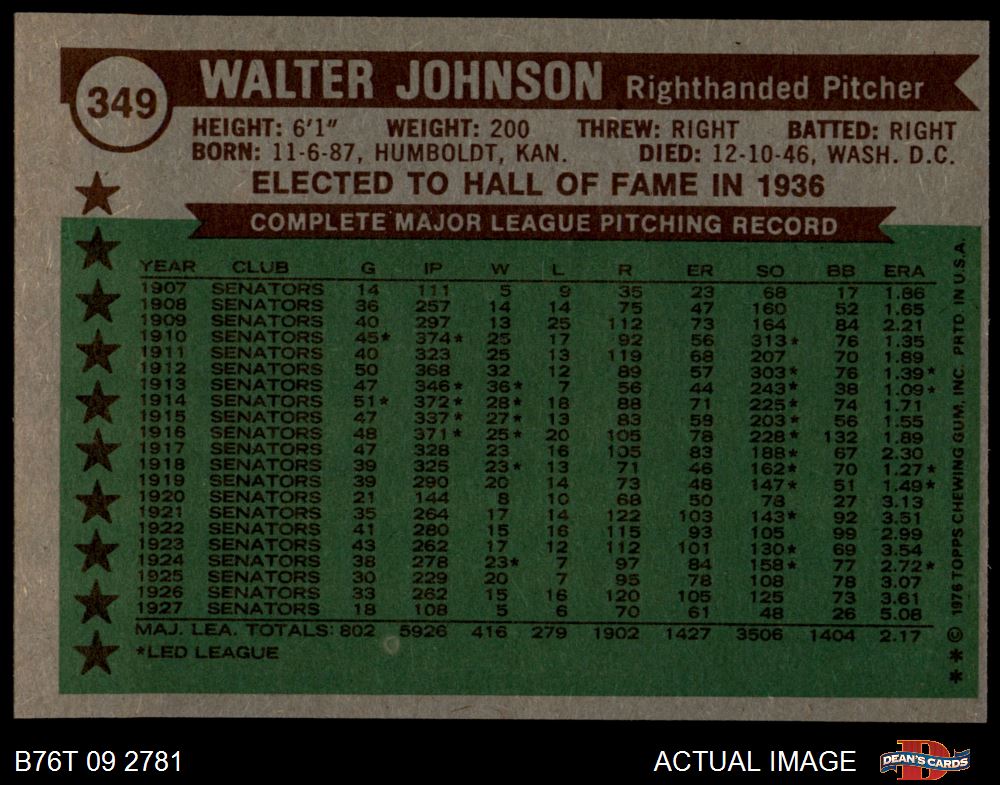 349
WALTER JOHNSON Righthanded Pitcher
HEIGHT: 6'1" WEIGHT: 200 THREW: RIGHT BATTED: RIGHT
BORN: 11-6-87, HUMBOLDT, KAN. DIED: 12-10-46, WASH. D.C.
ELECTED TO HALL OF FAME IN 1936
COMPLETE MAJOR LEAGUE PITCHING RECORD
YEAR CLUB G IP W L R ER SO BB ERA
1907 SENATORS 14 111 5 9 35 23 68 17 1.86
1908 SENATORS 36 257 14 14 75 47 160 52 1.65
1909 SENATORS 40 297 13 25 112 73 164 84 2.21
1910 SENATORS 45* 374* 25 17 92 56 313* 76 1.35
1911 SENATORS 40 323 25 13 119 68 207 70 1.89
1912 SENATORS 50 368 32 12 89 57 303* 76 1.39*
1913 SENATORS 47 346* 36* 7 56 44 243* 38 1.09*
1914 SENATORS 51* 372* 28* 18 88 71 225* 74 1.71
1915 SENATORS 47 337* 27* 13 83 59 203* 56 1.55
1916 SENATORS 48 371* 25* 20 105 78 228* 132 1.89
1917 SENATORS 47 328 23 16 105 83 188* 67 2.30
1918 SENATORS 39 325 23* 13 71 46 162* 70 1.27*
1919 SENATORS 39 290 20 14 73 48 147* 51 1.49*
1920 SENATORS 21 144 8 10 68 50 78 27 3.13
1921 SENATORS 35 264 17 14 122 103 143* 92 3.51
1922 SENATORS 41 280 15 16 115 93 105 99 2.99
1923 SENATORS 43 262 17 12 112 101 130* 69 3.54
1924 SENATORS 38 278 23* 7 97 84 158* 77 2.72*
1925 SENATORS 30 229 20 7 95 78 108 78 3.07
1926 SENATORS 33 262 15 16 120 105 125 73 3.61
1927 SENATORS 18 108 5 6 70 61 48 26 5.08
MAJ. LEA. TOTALS: 802 5926 416 279 1902 1427 3506 1404 2.17
*LED LEAGUE
** © 1976 TOPPS CHEWING GUM, INC. PRTD. IN U.S.A.
B76T 09 2781
ACTUAL IMAGE
D
DEAN'S CARDS